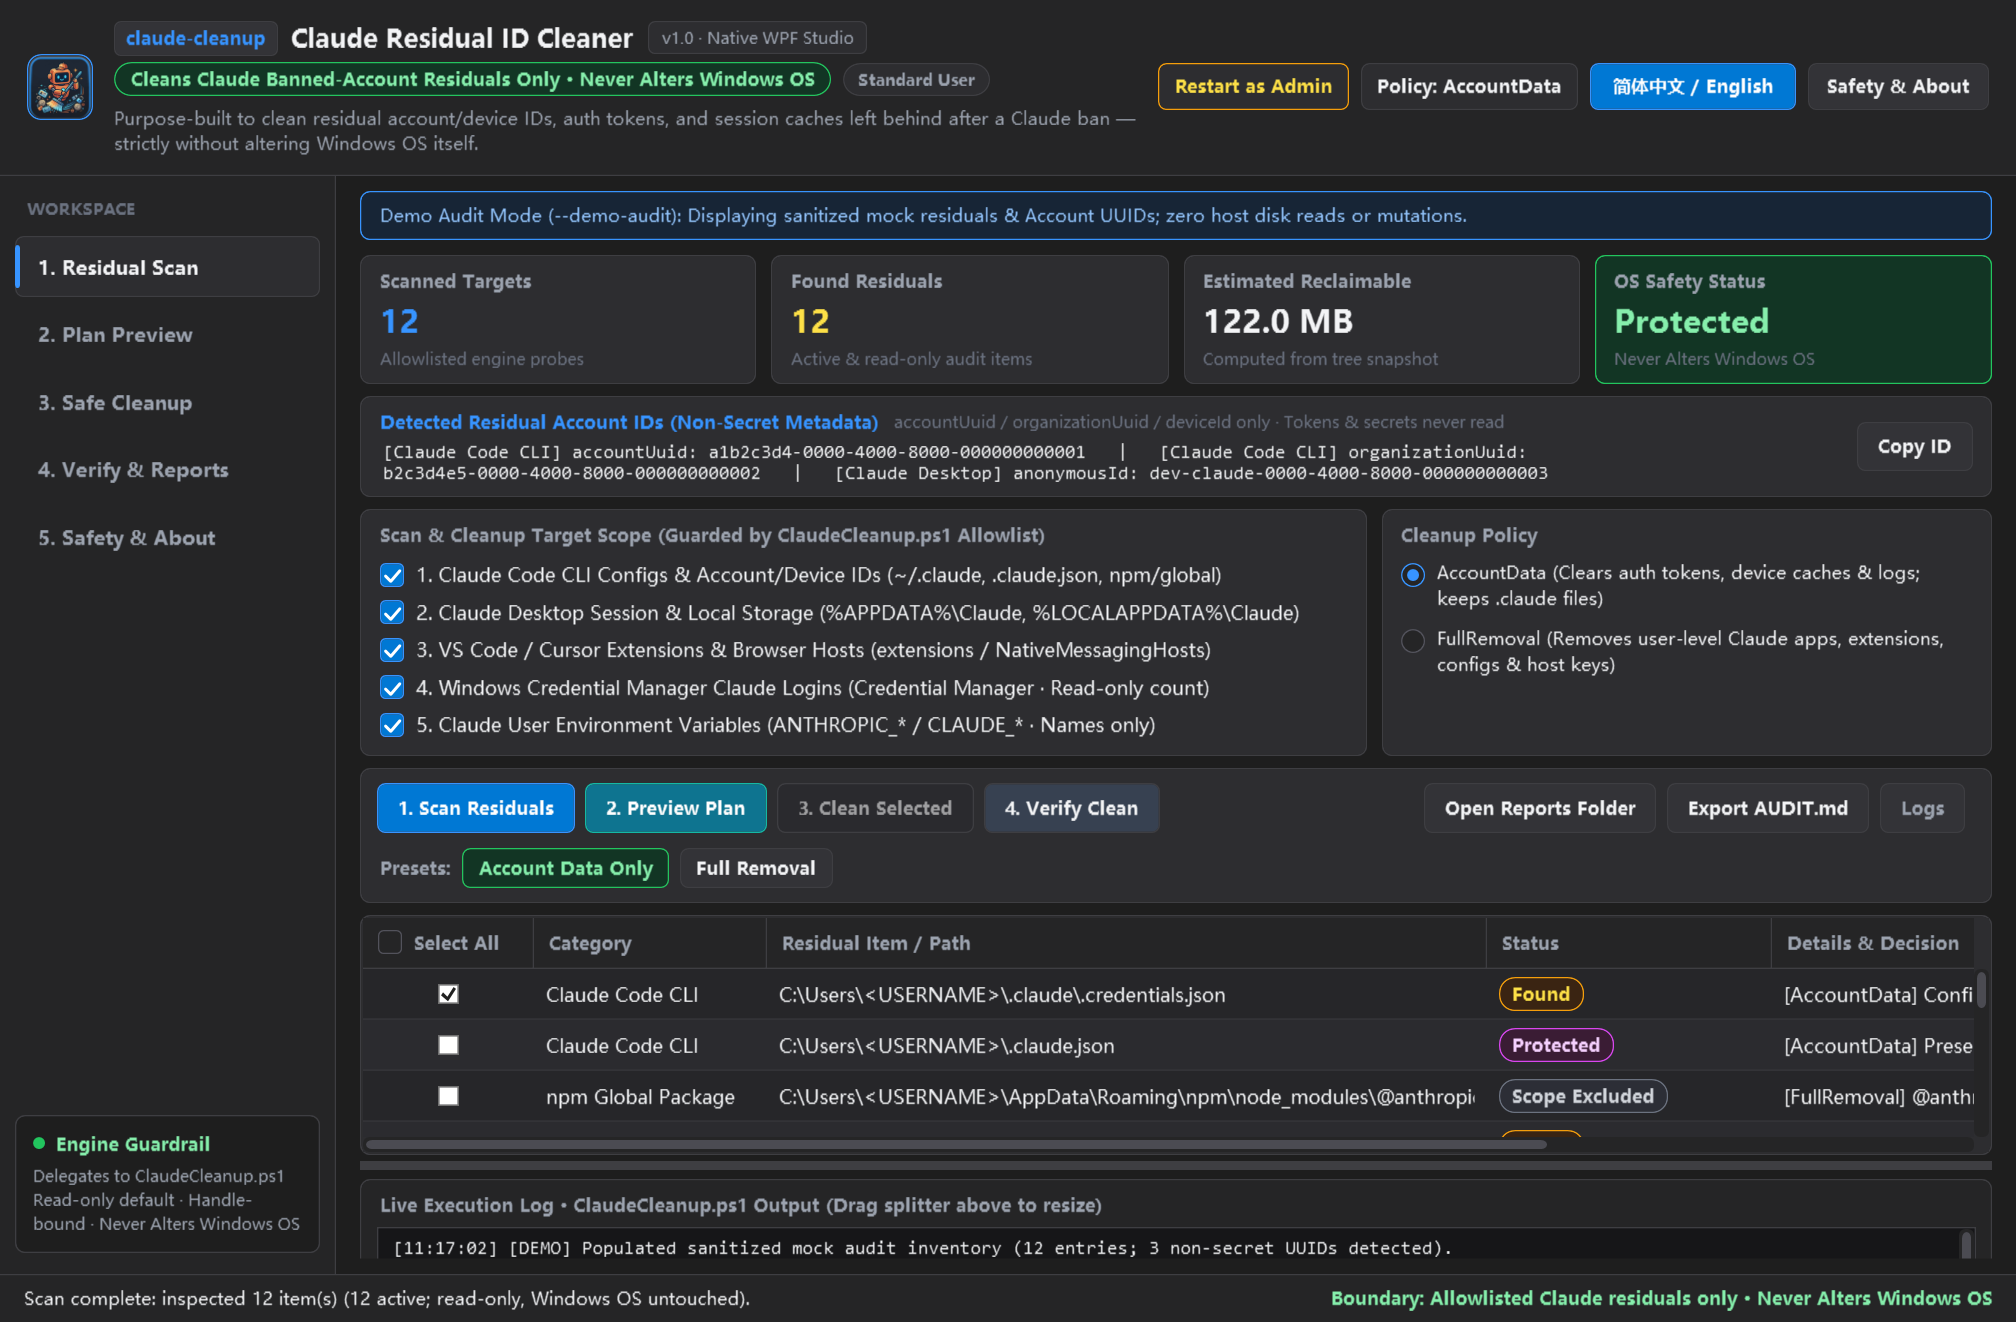 claude-cleanup
Claude Residual ID Cleaner
v1.0 · Native WPF Studio
Cleans Claude Banned-Account Residuals Only • Never Alters Windows OS
Standard User
Purpose-built to clean residual account/device IDs, auth tokens, and session caches left behind after a Claude ban —
strictly without altering Windows OS itself.
Restart as Admin
Policy: AccountData
简体中文 / English
Safety & About
WORKSPACE
1. Residual Scan
2. Plan Preview
3. Safe Cleanup
4. Verify & Reports
5. Safety & About
Engine Guardrail
Delegates to ClaudeCleanup.ps1
Read-only default · Handle-
bound · Never Alters Windows OS
Demo Audit Mode (--demo-audit): Displaying sanitized mock residuals & Account UUIDs; zero host disk reads or mutations.
Scanned Targets
12
Allowlisted engine probes
Found Residuals
12
Active & read-only audit items
Estimated Reclaimable
122.0 MB
Computed from tree snapshot
OS Safety Status
Protected
Never Alters Windows OS
Detected Residual Account IDs (Non-Secret Metadata) accountUuid / organizationUuid / deviceId only · Tokens & secrets never read
[Claude Code CLI] accountUuid: a1b2c3d4-0000-4000-8000-000000000001 | [Claude Code CLI] organizationUuid:
b2c3d4e5-0000-4000-8000-000000000002 | [Claude Desktop] anonymousId: dev-claude-0000-4000-8000-000000000003
Copy ID
Scan & Cleanup Target Scope (Guarded by ClaudeCleanup.ps1 Allowlist)
1. Claude Code CLI Configs & Account/Device IDs (~/.claude, .claude.json, npm/global)
2. Claude Desktop Session & Local Storage (%APPDATA%\Claude, %LOCALAPPDATA%\Claude)
3. VS Code / Cursor Extensions & Browser Hosts (extensions / NativeMessagingHosts)
4. Windows Credential Manager Claude Logins (Credential Manager · Read-only count)
5. Claude User Environment Variables (ANTHROPIC_* / CLAUDE_* · Names only)
Cleanup Policy
AccountData (Clears auth tokens, device caches & logs;
keeps .claude files)
FullRemoval (Removes user-level Claude apps, extensions,
configs & host keys)
1. Scan Residuals
2. Preview Plan
3. Clean Selected
4. Verify Clean
Open Reports Folder
Export AUDIT.md
Logs
Presets:
Account Data Only
Full Removal
Select All
Category
Residual Item / Path
Status
Details & Decision
Claude Code CLI
C:\Users\<USERNAME>\.claude\.credentials.json
Found
[AccountData] Confi
Claude Code CLI
C:\Users\<USERNAME>\.claude.json
Protected
[AccountData] Prese
npm Global Package
C:\Users\<USERNAME>\AppData\Roaming\npm\node_modules\@anthropi
Scope Excluded
[FullRemoval] @anth
Live Execution Log • ClaudeCleanup.ps1 Output (Drag splitter above to resize)
[11:17:02] [DEMO] Populated sanitized mock audit inventory (12 entries; 3 non-secret UUIDs detected).
Scan complete: inspected 12 item(s) (12 active; read-only, Windows OS untouched).
Boundary: Allowlisted Claude residuals only • Never Alters Windows OS